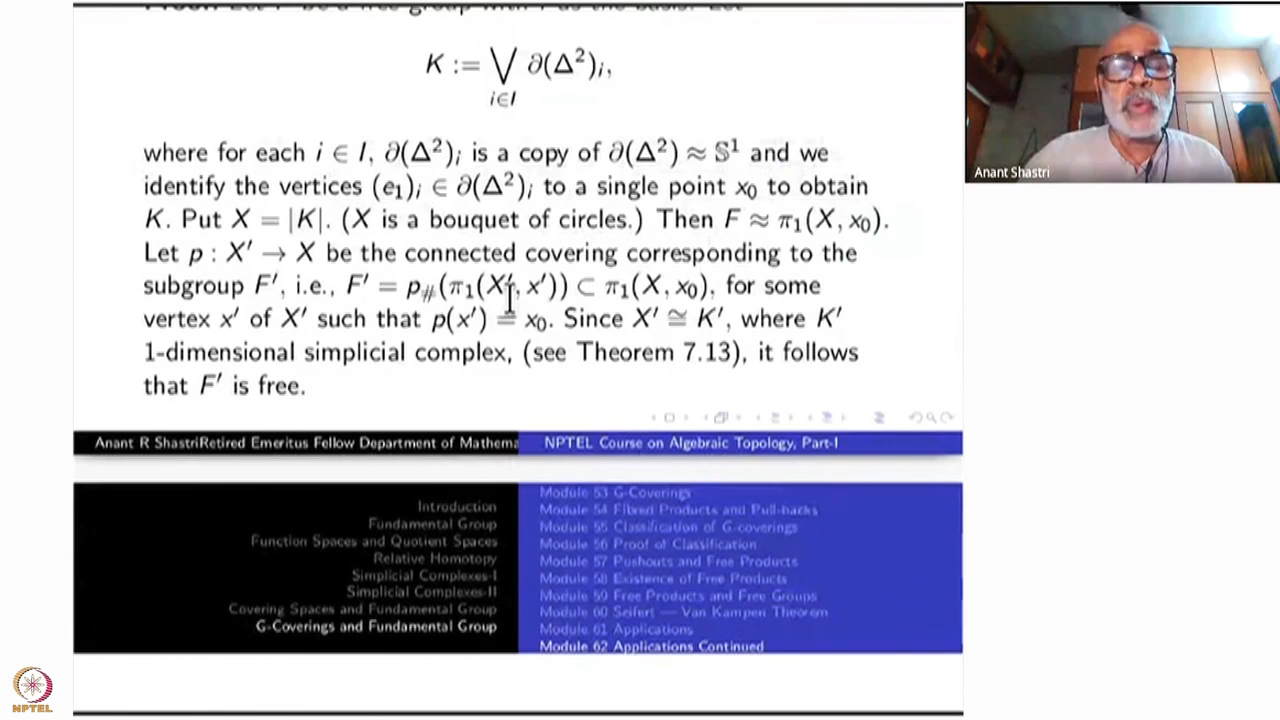 K := ⋁ ∂(Δ²)ᵢ,
i∈I
where for each i ∈ I, ∂(Δ²)ᵢ is a copy of ∂(Δ²) ≈ 𝕊¹ and we
identify the vertices (e₁)ᵢ ∈ ∂(Δ²)ᵢ to a single point x₀ to obtain
K. Put X = |K|. (X is a bouquet of circles.) Then F ≈ π₁(X, x₀).
Let p : X′ → X be the connected covering corresponding to the
subgroup F′, i.e., F′ = p#(π₁(X′, x′)) ⊂ π₁(X, x₀), for some
vertex x′ of X′ such that p(x′) = x₀. Since X′ ≅ K′, where K′
1-dimensional simplicial complex, (see Theorem 7.13), it follows
that F′ is free.
Anant R ShastriRetired Emeritus Fellow Department of Mathema
NPTEL Course on Algebraic Topology, Part-I
Introduction
Fundamental Group
Function Spaces and Quotient Spaces
Relative Homotopy
Simplicial Complexes-I
Simplicial Complexes-II
Covering Spaces and Fundamental Group
G-Coverings and Fundamental Group
Module 53 G-Coverings
Module 54 Fibred Products and Pull-backs
Module 55 Classification of G-coverings
Module 56 Proof of Classification
Module 57 Pushouts and Free Products
Module 58 Existence of Free Products
Module 59 Free Products and Free Groups
Module 60 Seifert — Van Kampen Theorem
Module 61 Applications
Module 62 Applications Continued
Anant Shastri
NPTEL